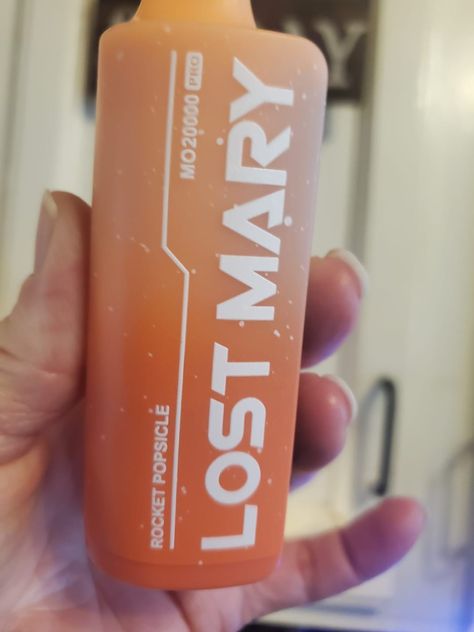 LOST MARY
MO20000 PRO
ROCKET POPSICLE